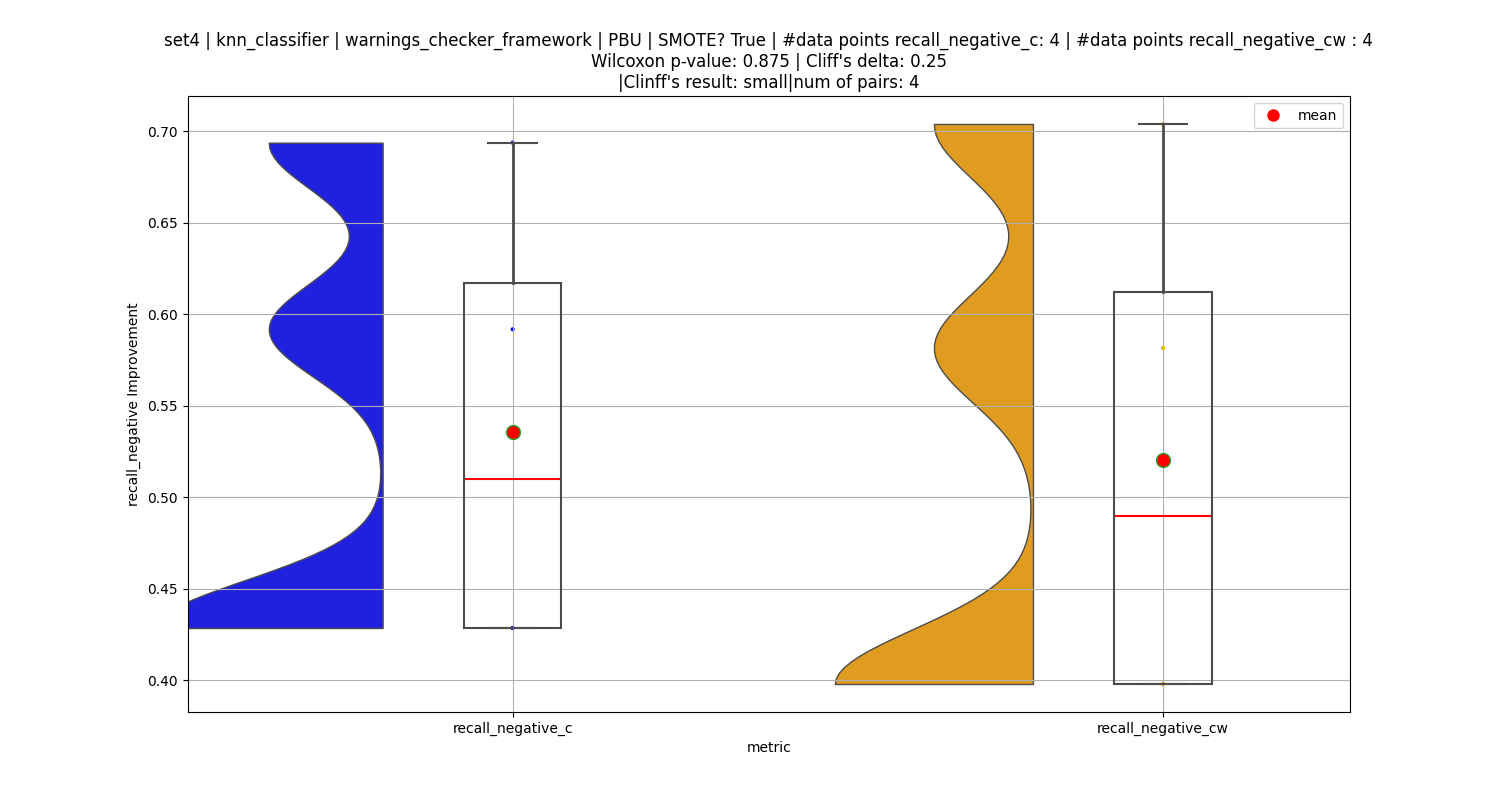 set4 | knn_classifier | warnings_checker_framework | PBU | SMOTE? True | #data points recall_negative_c: 4 | #data points recall_negative_cw : 4
Wilcoxon p-value: 0.875 | Cliff's delta: 0.25
|Clinff's result: small|num of pairs: 4
mean
0.70
0.65
0.60
0.55
0.50
0.45
0.40
recall_negative Improvement
recall_negative_c
recall_negative_cw
metric